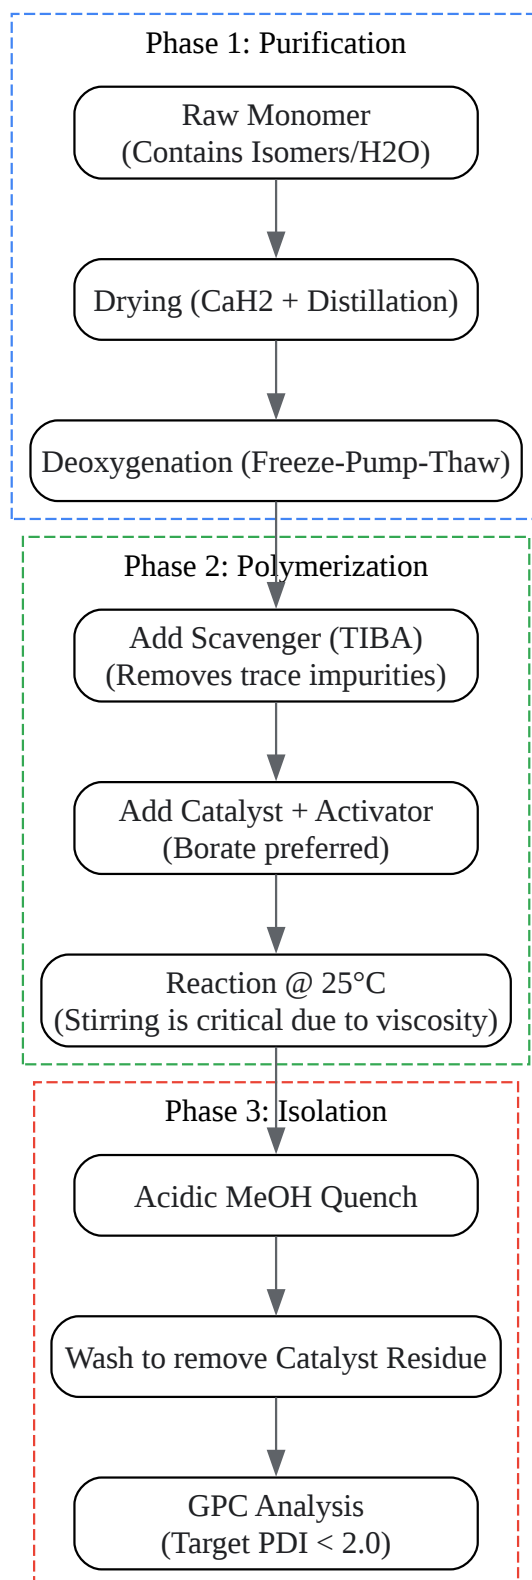 Phase 1: Purification
Raw Monomer
(Contains Isomers/H2O)
Drying (CaH2 + Distillation)
Deoxygenation (Freeze-Pump-Thaw)
Phase 2: Polymerization
Add Scavenger (TIBA)
(Removes trace impurities)
Add Catalyst + Activator
(Borate preferred)
Reaction @ 25°C
(Stirring is critical due to viscosity)
Phase 3: Isolation
Acidic MeOH Quench
Wash to remove Catalyst Residue
GPC Analysis
(Target PDI < 2.0)